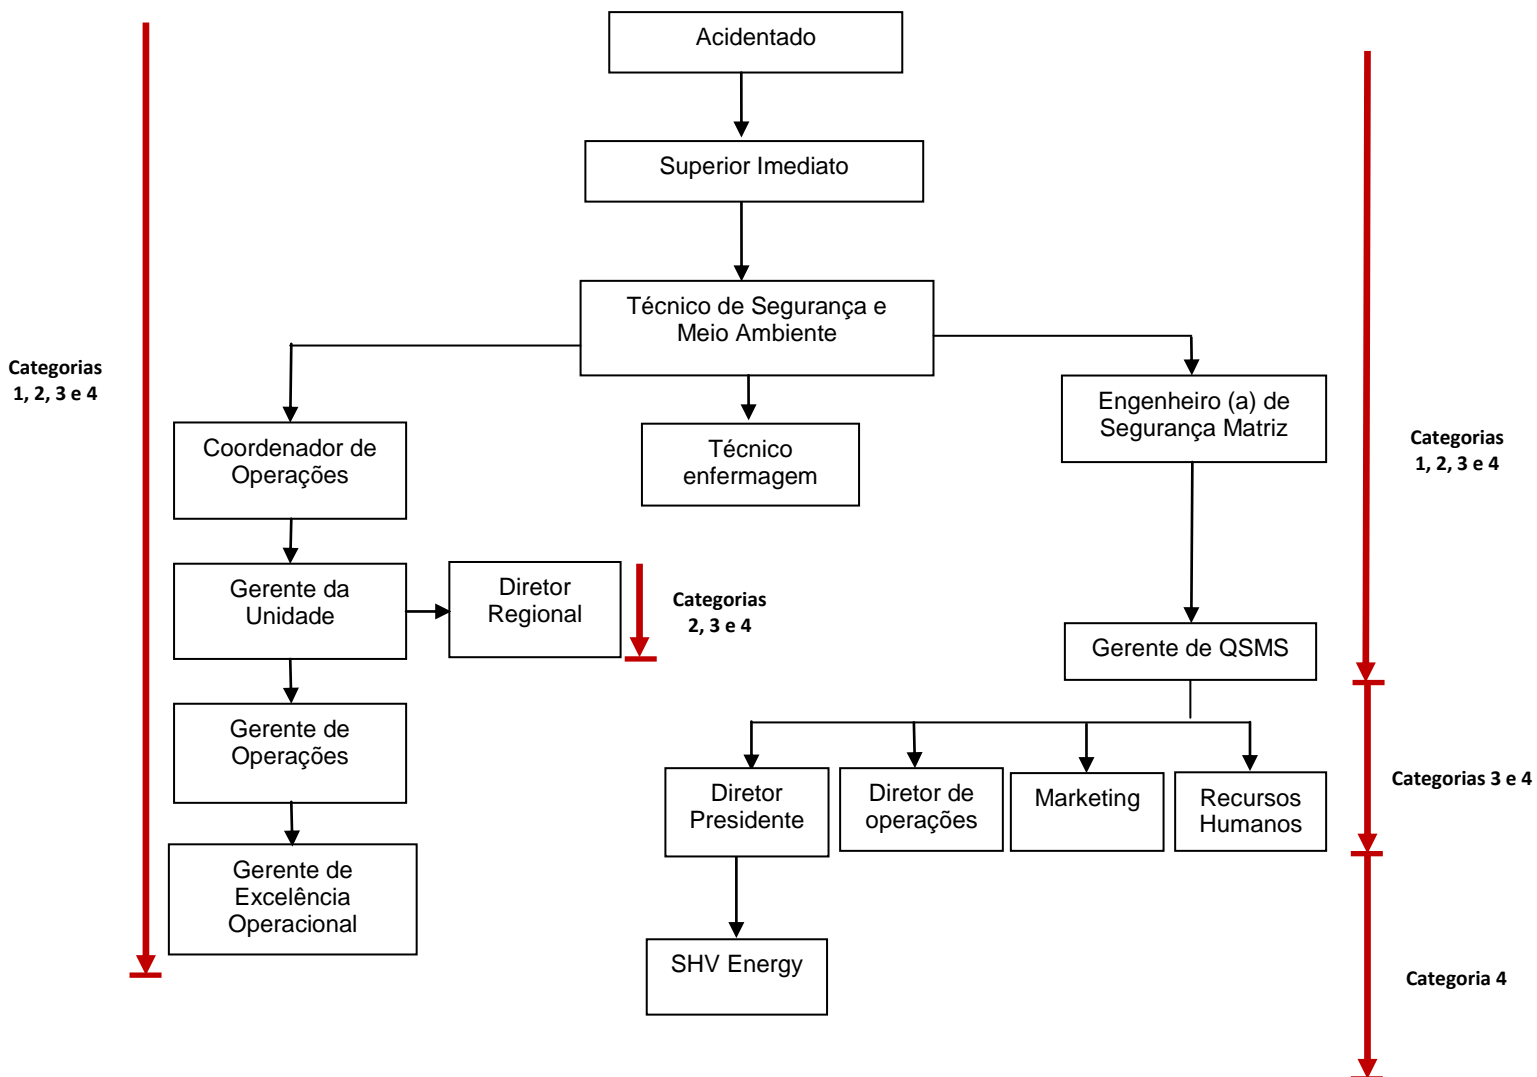 Acidentado
Superior Imediato
Técnico de Segurança e
Meio Ambiente
Categorias
1, 2, 3 e 4
Engenheiro (a) de
Segurança Matriz
Coordenador de
Operações
Técnico
enfermagem
Categorias
1, 2, 3 e 4
Gerente da
Unidade
Diretor
Regional
Categorias
2, 3 e 4
Gerente de QSMS
Gerente de
Operações
Diretor
Presidente
Diretor de
operações
Marketing
Recursos
Humanos
Categorias 3 e 4
Gerente de
Excelência
Operacional
SHV Energy
Categoria 4